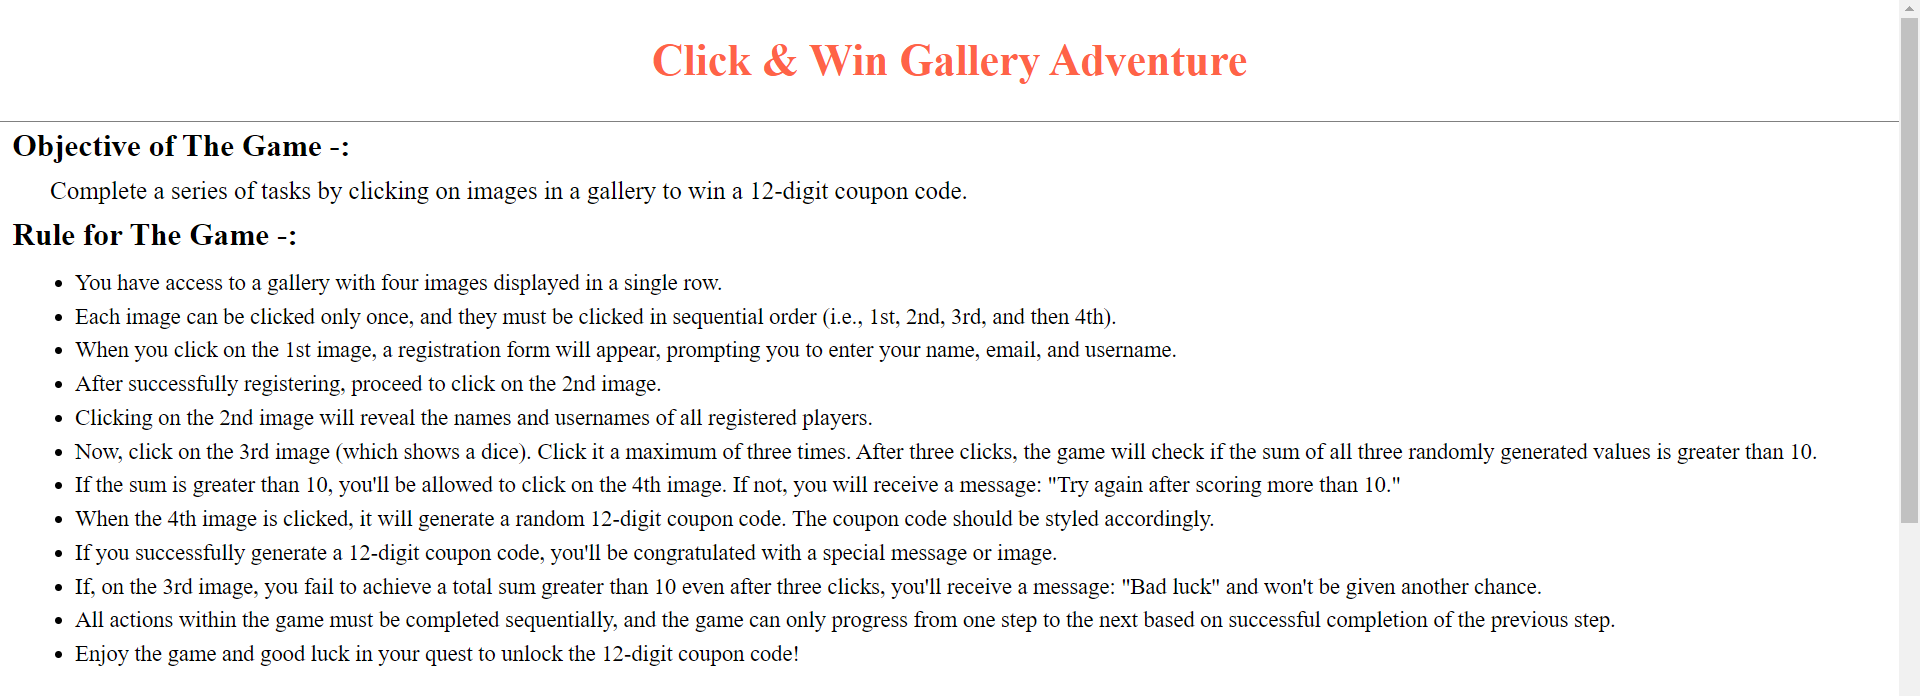 Click & Win Gallery Adventure
Objective of The Game -:
Complete a series of tasks by clicking on images in a gallery to win a 12-digit coupon code.
Rule for The Game -:
• You have access to a gallery with four images displayed in a single row.
• Each image can be clicked only once, and they must be clicked in sequential order (i.e., 1st, 2nd, 3rd, and then 4th).
• When you click on the 1st image, a registration form will appear, prompting you to enter your name, email, and username.
• After successfully registering, proceed to click on the 2nd image.
• Clicking on the 2nd image will reveal the names and usernames of all registered players.
• Now, click on the 3rd image (which shows a dice). Click it a maximum of three times. After three clicks, the game will check if the sum of all three randomly generated values is greater than 10.
• If the sum is greater than 10, you'll be allowed to click on the 4th image. If not, you will receive a message: "Try again after scoring more than 10."
• When the 4th image is clicked, it will generate a random 12-digit coupon code. The coupon code should be styled accordingly.
• If you successfully generate a 12-digit coupon code, you'll be congratulated with a special message or image.
• If, on the 3rd image, you fail to achieve a total sum greater than 10 even after three clicks, you'll receive a message: "Bad luck" and won't be given another chance.
• All actions within the game must be completed sequentially, and the game can only progress from one step to the next based on successful completion of the previous step.
• Enjoy the game and good luck in your quest to unlock the 12-digit coupon code!